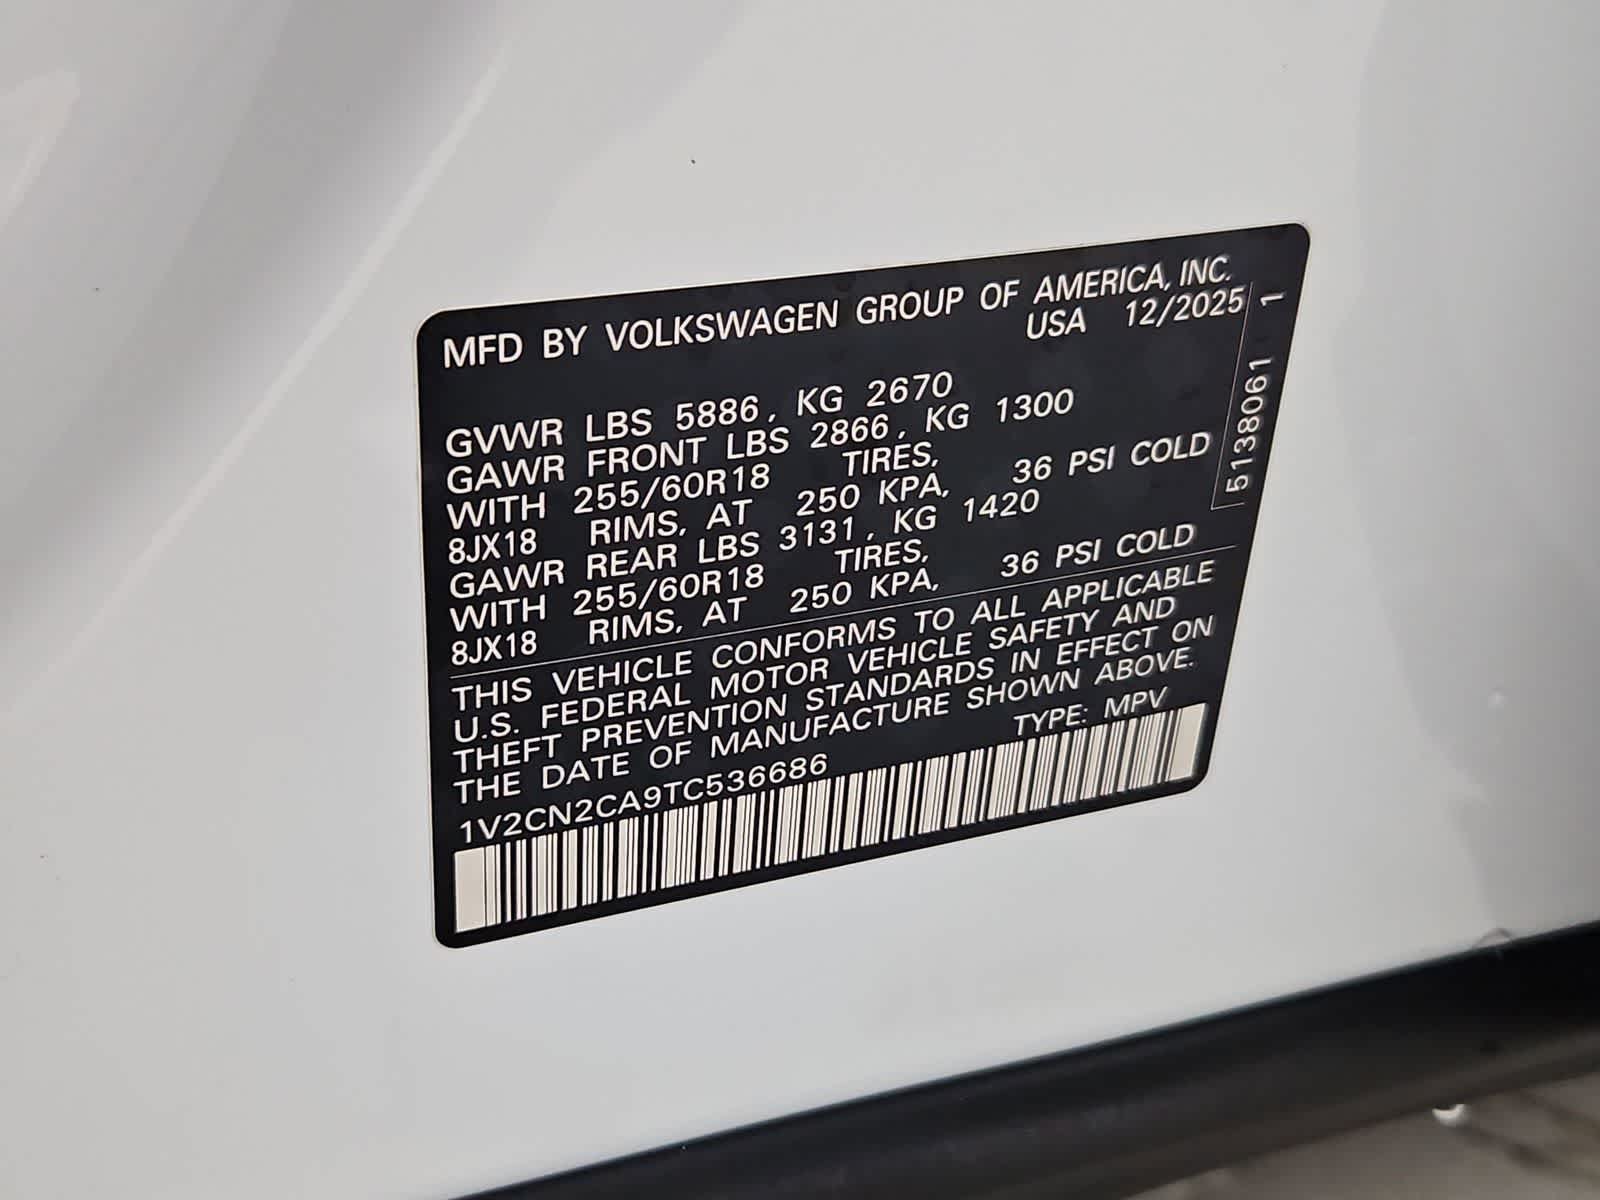 MFD BY VOLKSWAGEN GROUP OF AMERICA, INC.
USA 12/2025
GVWR LBS 5886, KG 2670
GAWR FRONT LBS 2866, KG 1300
WITH 255/60R18 TIRES,
8JX18 RIMS, AT 250 KPA, 36 PSI COLD
GAWR REAR LBS 3131, KG 1420
WITH 255/60R18 TIRES,
8JX18 RIMS, AT 250 KPA, 36 PSI COLD
THIS VEHICLE CONFORMS TO ALL APPLICABLE
U.S. FEDERAL MOTOR VEHICLE SAFETY AND
THEFT PREVENTION STANDARDS IN EFFECT ON
THE DATE OF MANUFACTURE SHOWN ABOVE.
1V2CN2CA9TC536686 TYPE: MPV
5138061 1